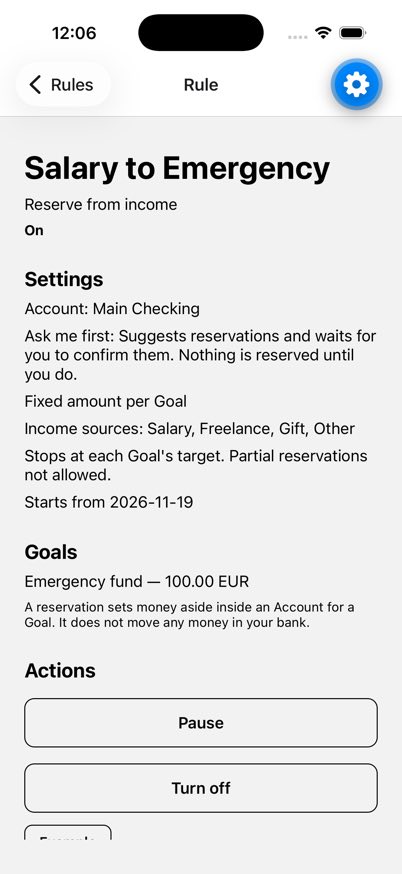 12:06
Rules
Rule
Salary to Emergency
Reserve from income
On
Settings
Account: Main Checking
Ask me first: Suggests reservations and waits for
you to confirm them. Nothing is reserved until
you do.
Fixed amount per Goal
Income sources: Salary, Freelance, Gift, Other
Stops at each Goal's target. Partial reservations
not allowed.
Starts from 2026-11-19
Goals
Emergency fund — 100.00 EUR
A reservation sets money aside inside an Account for a
Goal. It does not move any money in your bank.
Actions
Pause
Turn off